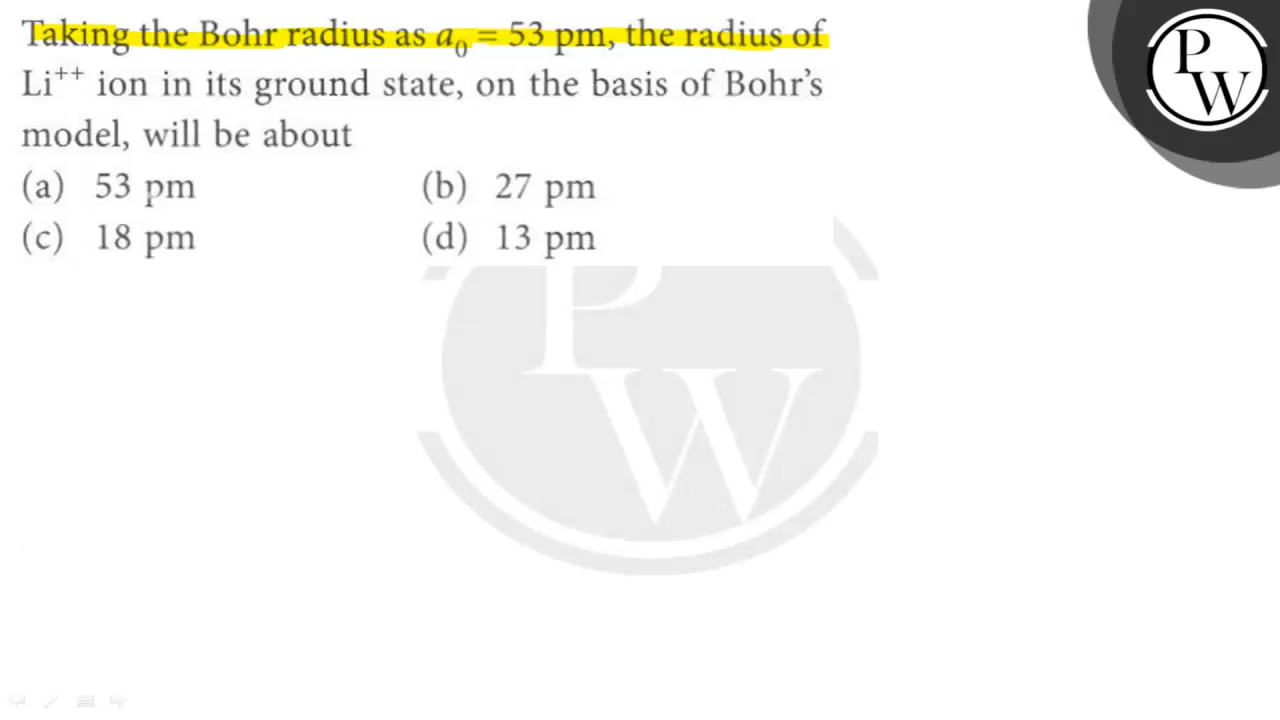 Taking the Bohr radius as a₀ = 53 pm, the radius of
Li⁺⁺ ion in its ground state, on the basis of Bohr’s
model, will be about
(a) 53 pm (b) 27 pm
(c) 18 pm (d) 13 pm
P
W
P
W